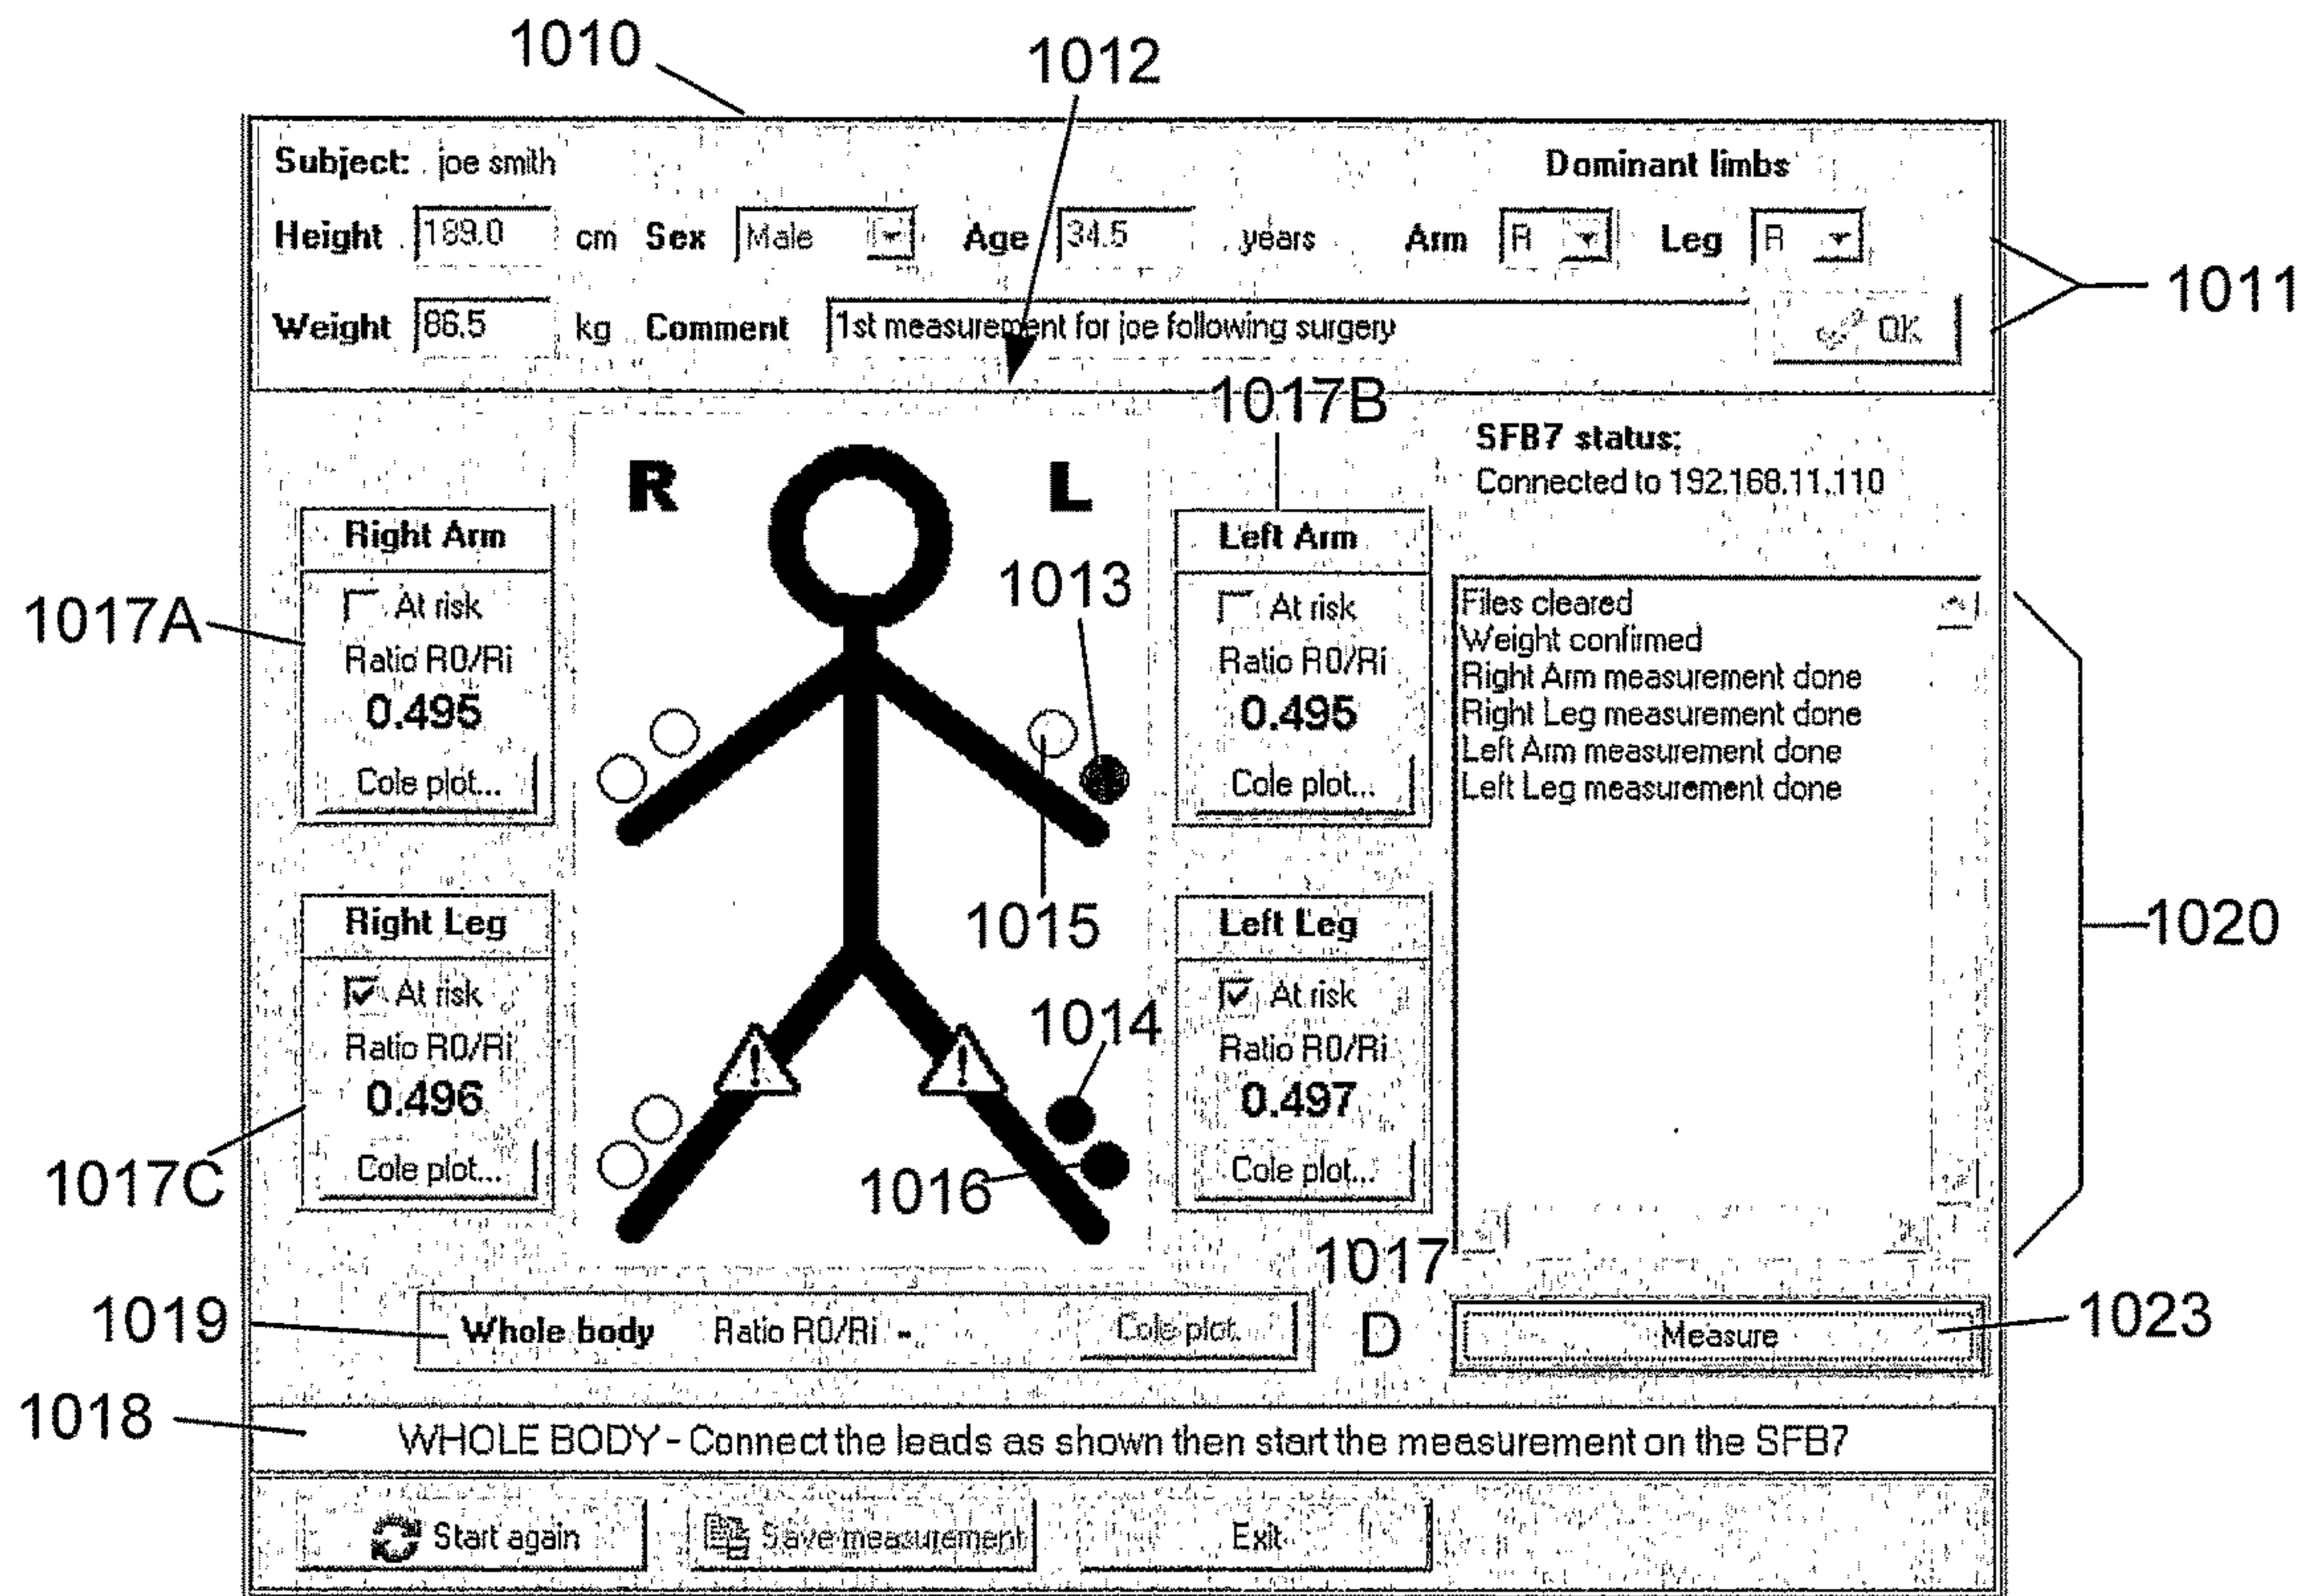 1010
1012
Subject: joe smith
Dominant limbs
Height 189.0 cm Sex Male Age 34.5 years Arm R Leg R
1011
Weight 86.5 kg Comment 1st measurement for joe following surgery OK
1017B
R L
SFB7 status:
Connected to 192.168.11.110
Right Arm
Left Arm
1013
1017A
At risk
At risk
Files cleared
Ratio R0/Ri
Ratio R0/Ri
Weight confirmed
0.495
0.495
Right Arm measurement done
Right Leg measurement done
Cole plot...
Cole plot...
Left Arm measurement done
Left Leg measurement done
1015
Right Leg
Left Leg
1020
At risk
At risk
1014
Ratio R0/Ri
Ratio R0/Ri
0.496
0.497
Cole plot...
Cole plot...
1017C
1016
1017
D
1019
Whole body Ratio R0/Ri - Cole plot.
Measure
1023
1018
WHOLE BODY - Connect the leads as shown then start the measurement on the SFB7
Start again Save measurement Exit